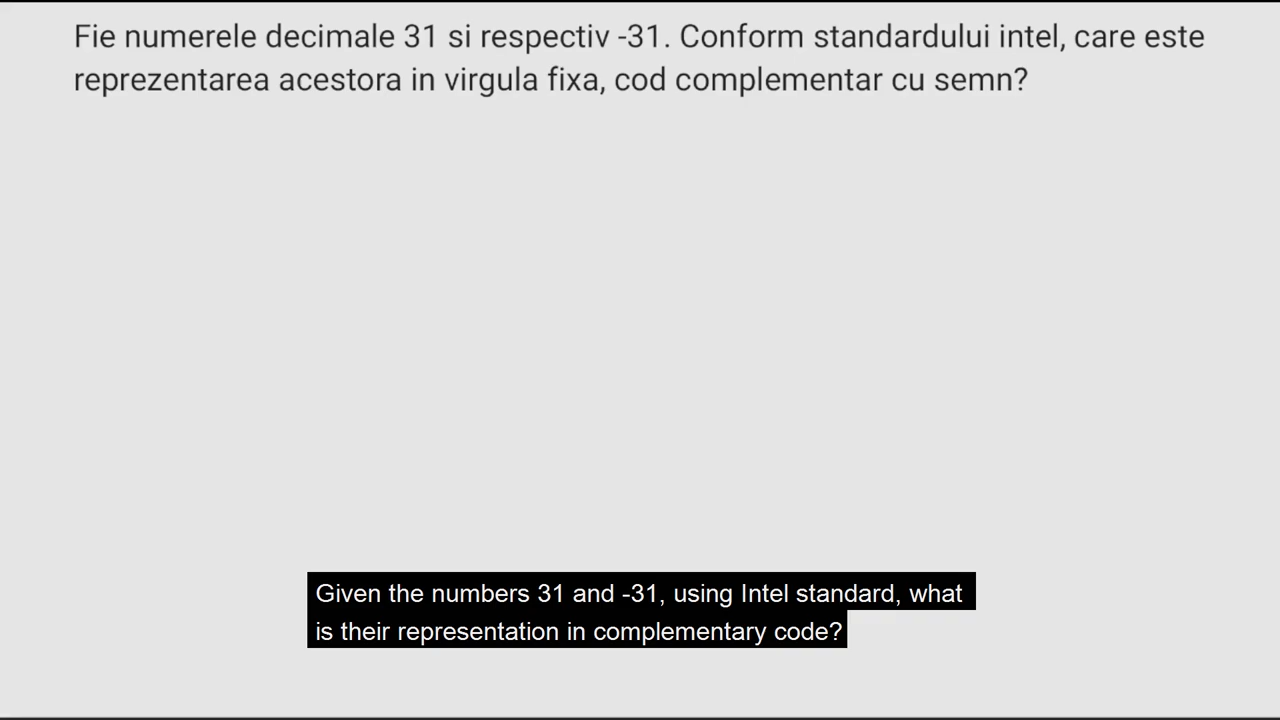 Fie numerele decimale 31 si respectiv -31. Conform standardului intel, care este
reprezentarea acestora in virgula fixa, cod complementar cu semn?
Given the numbers 31 and -31, using Intel standard, what
is their representation in complementary code?